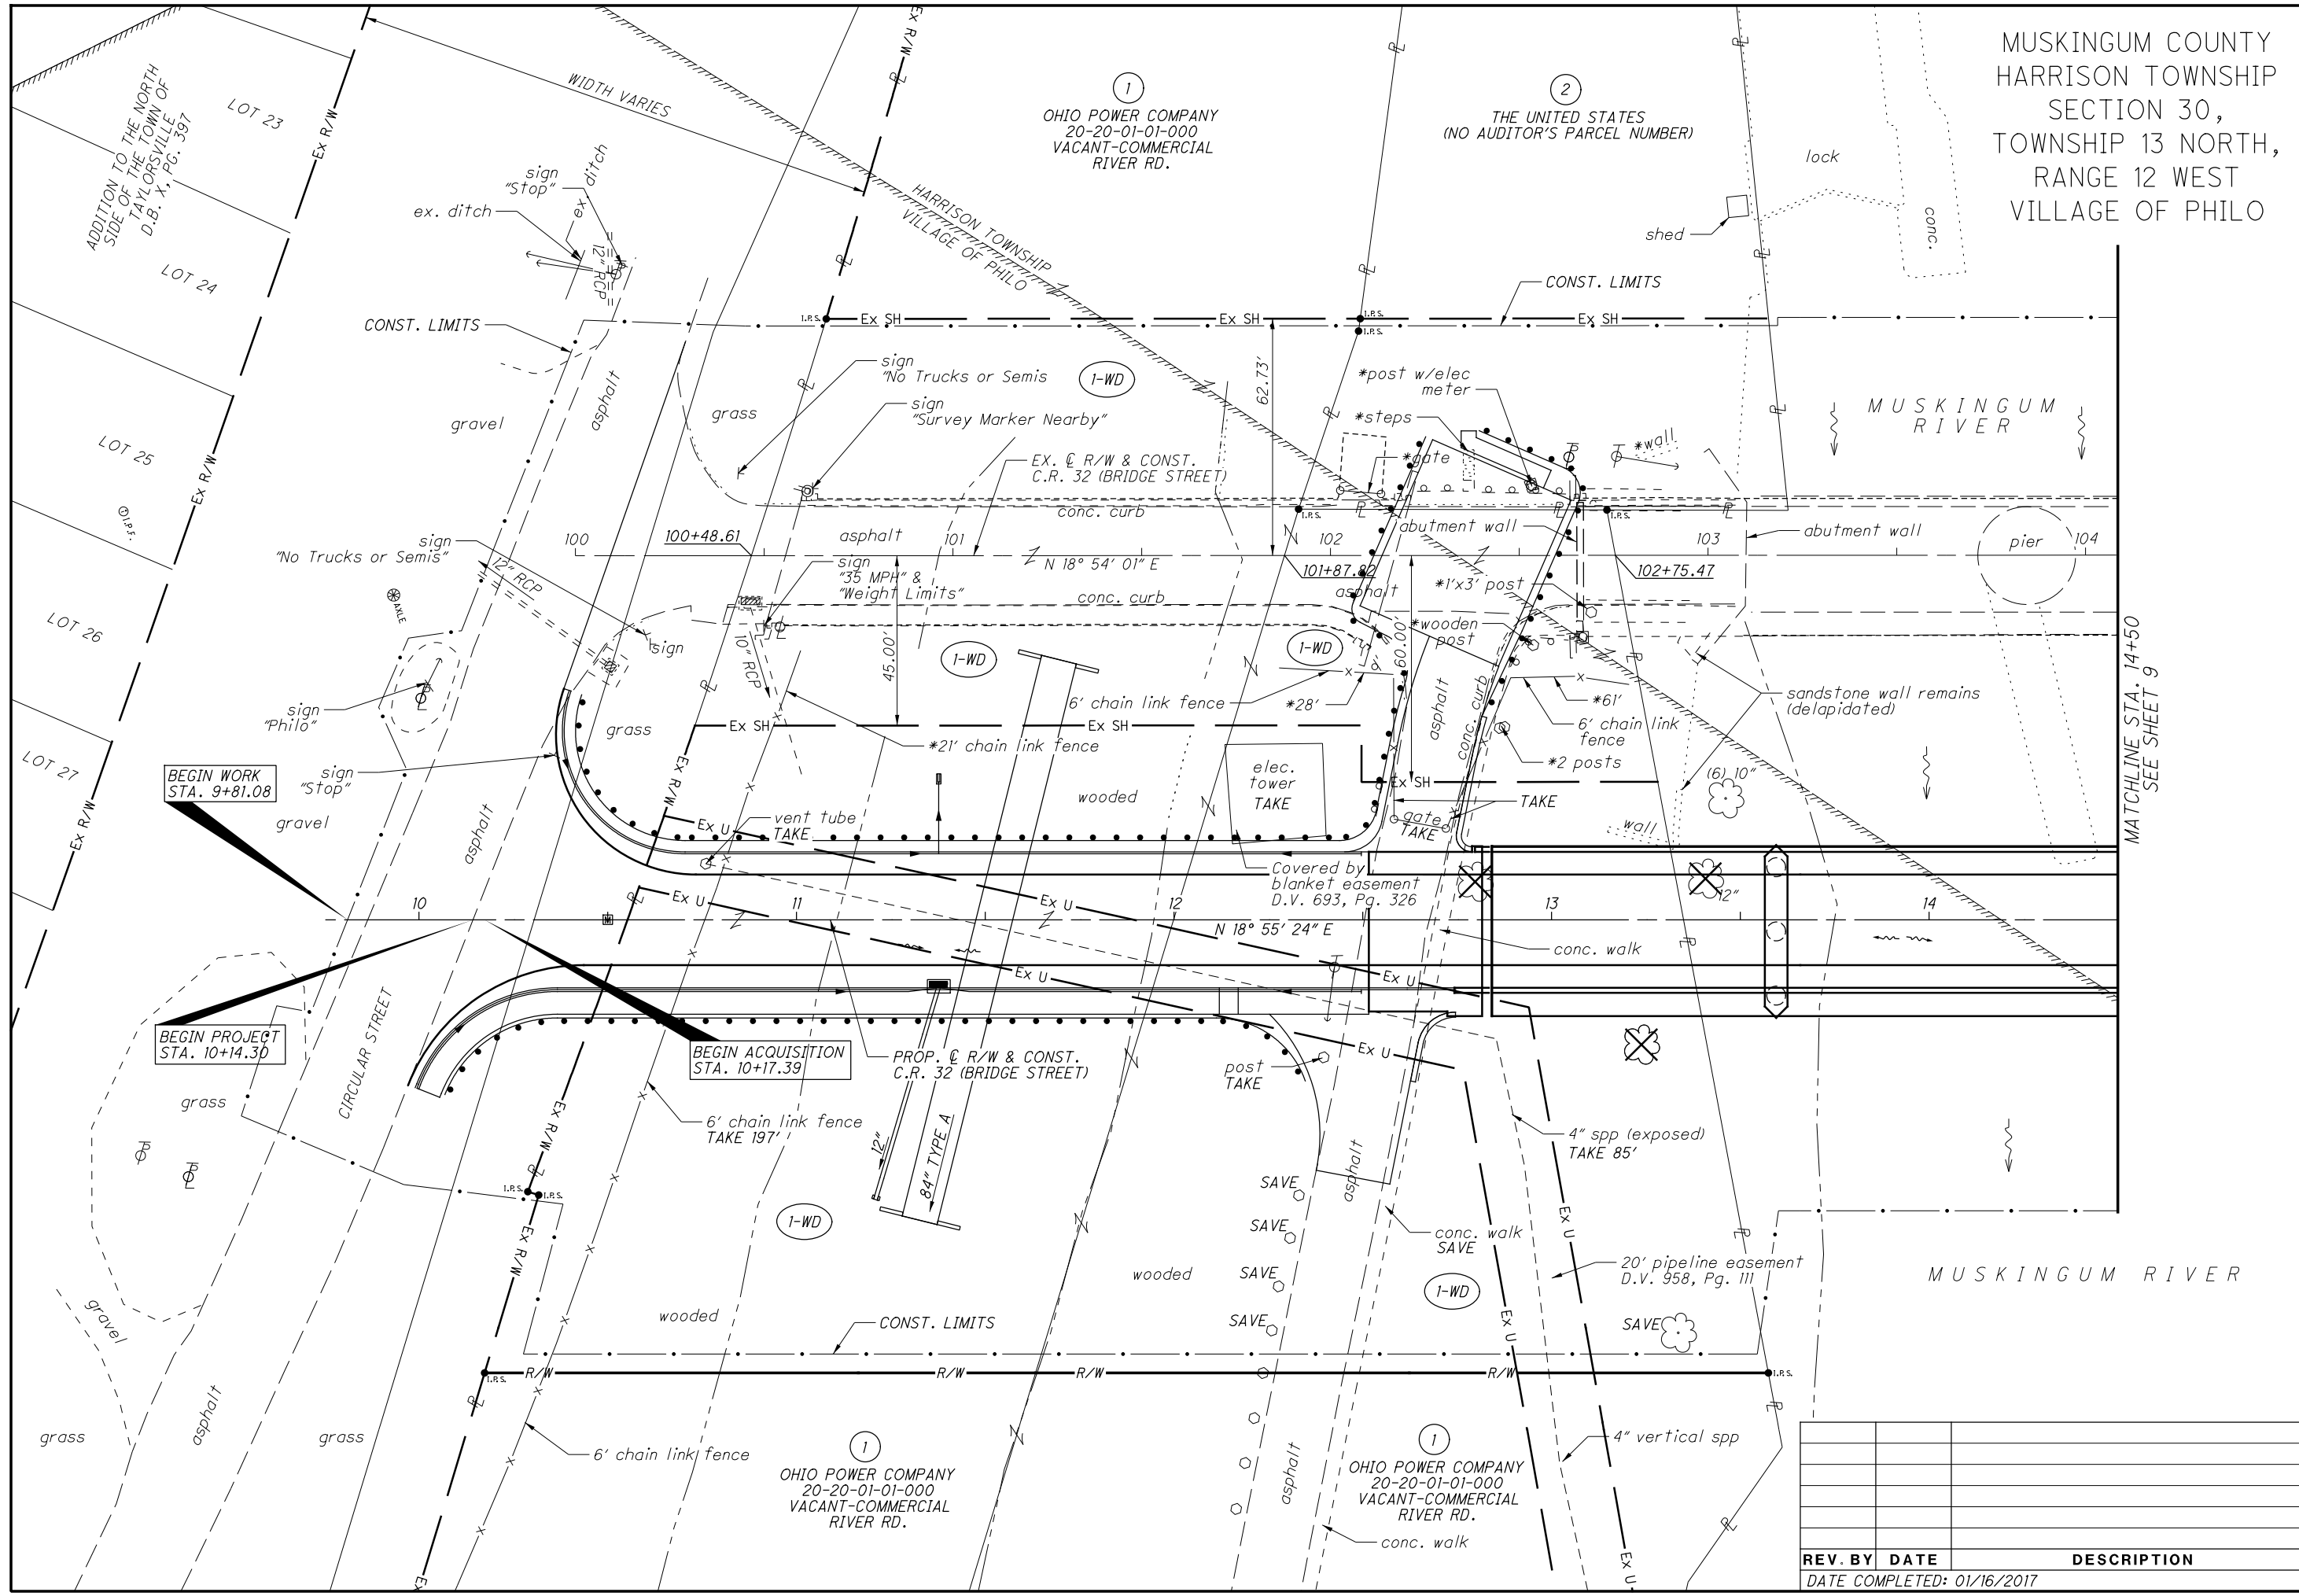 MUSKINGUM COUNTY
HARRISON TOWNSHIP
SECTION 30,
TOWNSHIP 13 NORTH,
RANGE 12 WEST
VILLAGE OF PHILO
ADDITION TO THE NORTH
SIDE OF THE TOWN OF
TAYLORSVILLE
D.B. X, PG. 397
LOT 23
LOT 24
LOT 25
LOT 26
LOT 27
Ex R/W
Ex R/W
Ex R/W
WIDTH VARIES
Ex R/W
1
OHIO POWER COMPANY
20-20-01-01-000
VACANT-COMMERCIAL
RIVER RD.
2
THE UNITED STATES
(NO AUDITOR'S PARCEL NUMBER)
HARRISON TOWNSHIP
VILLAGE OF PHILO
lock
conc.
shed
sign
"Stop"
ex. ditch
ex. ditch
12" RCP
CONST. LIMITS
CONST. LIMITS
I.P.S.
Ex SH
Ex SH
I.P.S.
I.P.S.
Ex SH
sign
"No Trucks or Semis
sign
"Survey Marker Nearby"
1-WD
62.73'
*post w/elec
meter
*steps
*gate
*wall
MUSKINGUM
RIVER
gravel
asphalt
grass
EX. ℄ R/W & CONST.
C.R. 32 (BRIDGE STREET)
conc. curb
I.P.F.
AXLE
sign
"No Trucks or Semis"
12" RCP
100
100+48.61
asphalt
101
N 18° 54' 01" E
102
I.P.S.
101+87.82
abutment wall
I.P.S.
103
abutment wall
pier
104
102+75.47
sign
"35 MPH" &
"Weight Limits"
conc. curb
asphalt
*1'x3' post
*wooden
post
10" RCP
45.00'
60.00'
1-WD
1-WD
sign
6' chain link fence
*28'
*61'
6' chain link
fence
*2 posts
sandstone wall remains
(delapidated)
MATCHLINE STA. 14+50
SEE SHEET 9
sign
"Philo"
grass
Ex SH
Ex SH
Ex SH
*21' chain link fence
asphalt
conc. curb
elec.
tower
TAKE
wooded
TAKE
gate
TAKE
(6) 10"
wall
BEGIN WORK
STA. 9+81.08
sign
"Stop"
gravel
asphalt
Ex R/W
Ex U
vent tube
TAKE
Covered by
blanket easement
D.V. 693, Pg. 326
12"
10
11
12
13
14
Ex U
Ex U
N 18° 55' 24" E
conc. walk
Ex U
Ex U
BEGIN PROJECT
STA. 10+14.30
CIRCULAR STREET
BEGIN ACQUISITION
STA. 10+17.39
PROP. ℄ R/W & CONST.
C.R. 32 (BRIDGE STREET)
post
TAKE
Ex U
grass
Ex R/W
6' chain link fence
TAKE 197'
12"
84" TYPE A
4" spp (exposed)
TAKE 85'
I.P.S.
I.P.S.
Ex R/W
1-WD
SAVE
SAVE
SAVE
SAVE
asphalt
conc. walk
SAVE
Ex U
20' pipeline easement
D.V. 958, Pg. 111
MUSKINGUM RIVER
wooded
wooded
1-WD
gravel
CONST. LIMITS
Ex U
SAVE
I.P.S.
R/W
R/W
R/W
R/W
I.P.S.
asphalt
grass
grass
6' chain link fence
1
OHIO POWER COMPANY
20-20-01-01-000
VACANT-COMMERCIAL
RIVER RD.
asphalt
1
OHIO POWER COMPANY
20-20-01-01-000
VACANT-COMMERCIAL
RIVER RD.
4" vertical spp
conc. walk
Ex
Ex U
REV. BY DATE DESCRIPTION
DATE COMPLETED: 01/16/2017